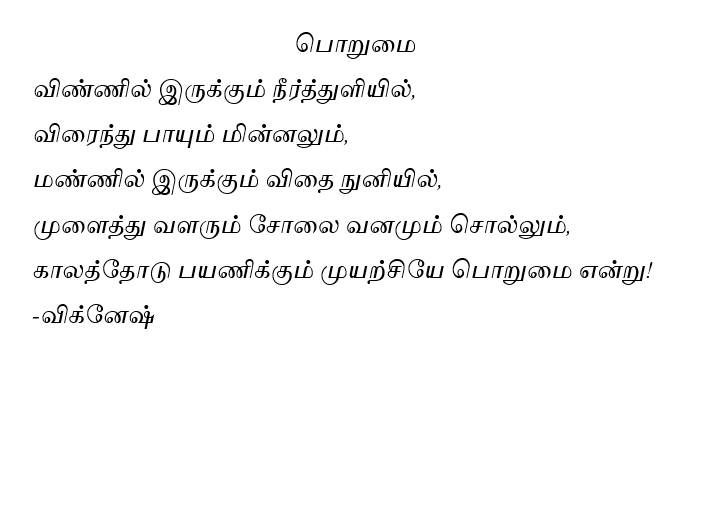 பொறுமை
விண்ணில் இருக்கும் நீர்த்துளியில்,
விரைந்து பாயும் மின்னலும்,
மண்ணில் இருக்கும் விதை நுனியில்,
முளைத்து வளரும் சோலை வனமும் சொல்லும்,
காலத்தோடு பயணிக்கும் முயற்சியே பொறுமை என்று!
-விக்னேஷ்